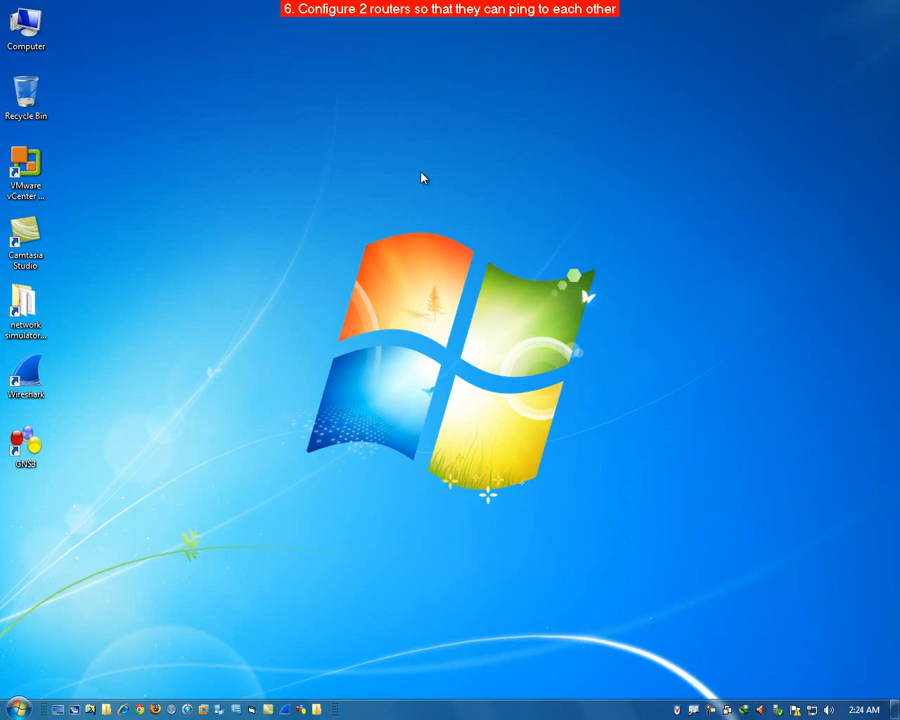 6. Configure 2 routers so that they can ping to each other
Computer
Recycle Bin
VMware
vCenter ...
Camtasia
Studio
network
simulator...
Wireshark
GNS3
2:24 AM